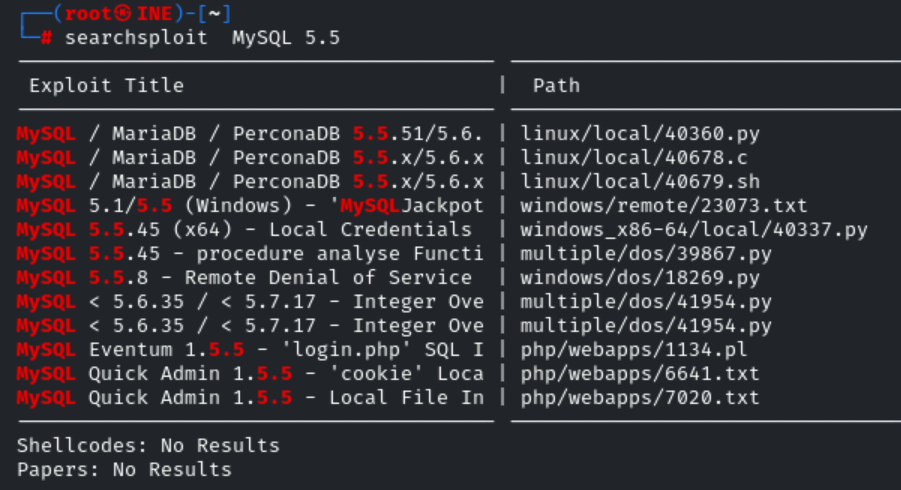 (root㉿INE)-[~]
# searchsploit  MySQL 5.5
Exploit Title | Path
MySQL / MariaDB / PerconaDB 5.5.51/5.6. | linux/local/40360.py
MySQL / MariaDB / PerconaDB 5.5.x/5.6.x | linux/local/40678.c
MySQL / MariaDB / PerconaDB 5.5.x/5.6.x | linux/local/40679.sh
MySQL 5.1/5.5 (Windows) - 'MySQLJackpot | windows/remote/23073.txt
MySQL 5.5.45 (x64) - Local Credentials | windows_x86-64/local/40337.py
MySQL 5.5.45 - procedure analyse Functi | multiple/dos/39867.py
MySQL 5.5.8 - Remote Denial of Service | windows/dos/18269.py
MySQL < 5.6.35 / < 5.7.17 - Integer Ove | multiple/dos/41954.py
MySQL < 5.6.35 / < 5.7.17 - Integer Ove | multiple/dos/41954.py
MySQL Eventum 1.5.5 - 'login.php' SQL I | php/webapps/1134.pl
MySQL Quick Admin 1.5.5 - 'cookie' Loca | php/webapps/6641.txt
MySQL Quick Admin 1.5.5 - Local File In | php/webapps/7020.txt
Shellcodes: No Results
Papers: No Results